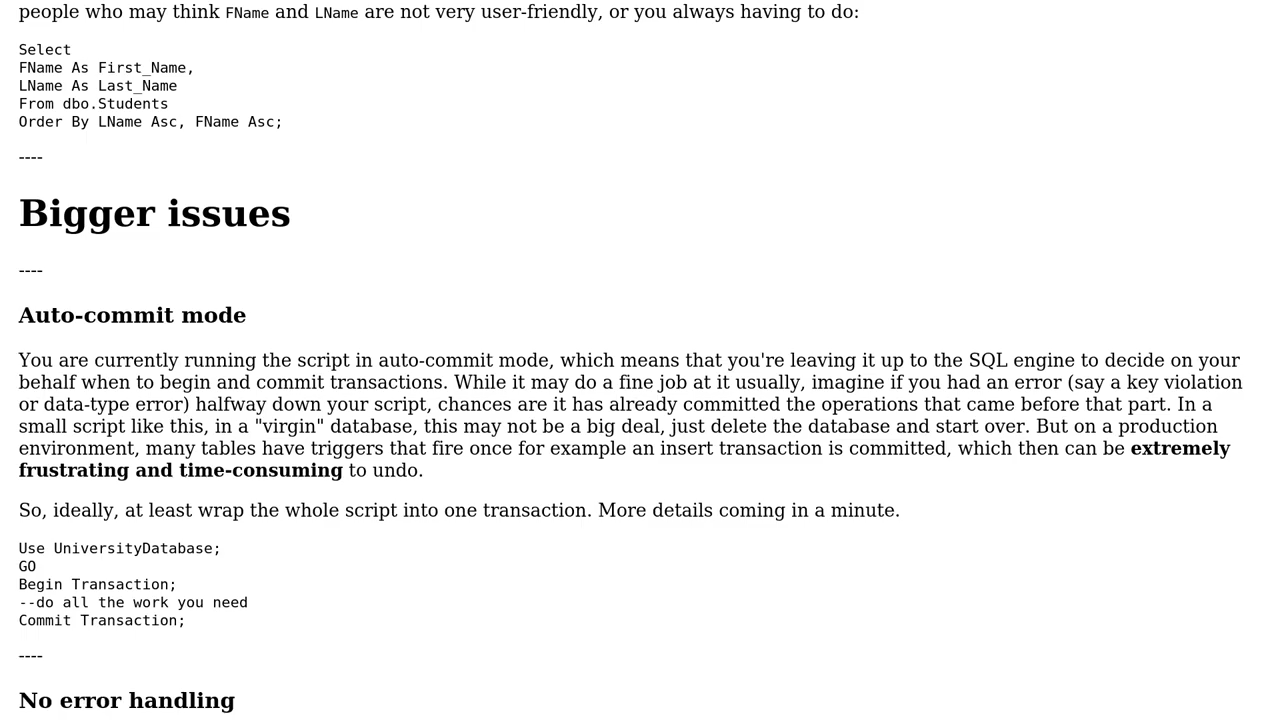 people who may think FName and LName are not very user-friendly, or you always having to do:
Select
FName As First_Name,
LName As Last_Name
From dbo.Students
Order By LName Asc, FName Asc;
----
Bigger issues
----
Auto-commit mode
You are currently running the script in auto-commit mode, which means that you're leaving it up to the SQL engine to decide on your
behalf when to begin and commit transactions. While it may do a fine job at it usually, imagine if you had an error (say a key violation
or data-type error) halfway down your script, chances are it has already committed the operations that came before that part. In a
small script like this, in a "virgin" database, this may not be a big deal, just delete the database and start over. But on a production
environment, many tables have triggers that fire once for example an insert transaction is committed, which then can be extremely
frustrating and time-consuming to undo.
So, ideally, at least wrap the whole script into one transaction. More details coming in a minute.
Use UniversityDatabase;
GO
Begin Transaction;
--do all the work you need
Commit Transaction;
----
No error handling